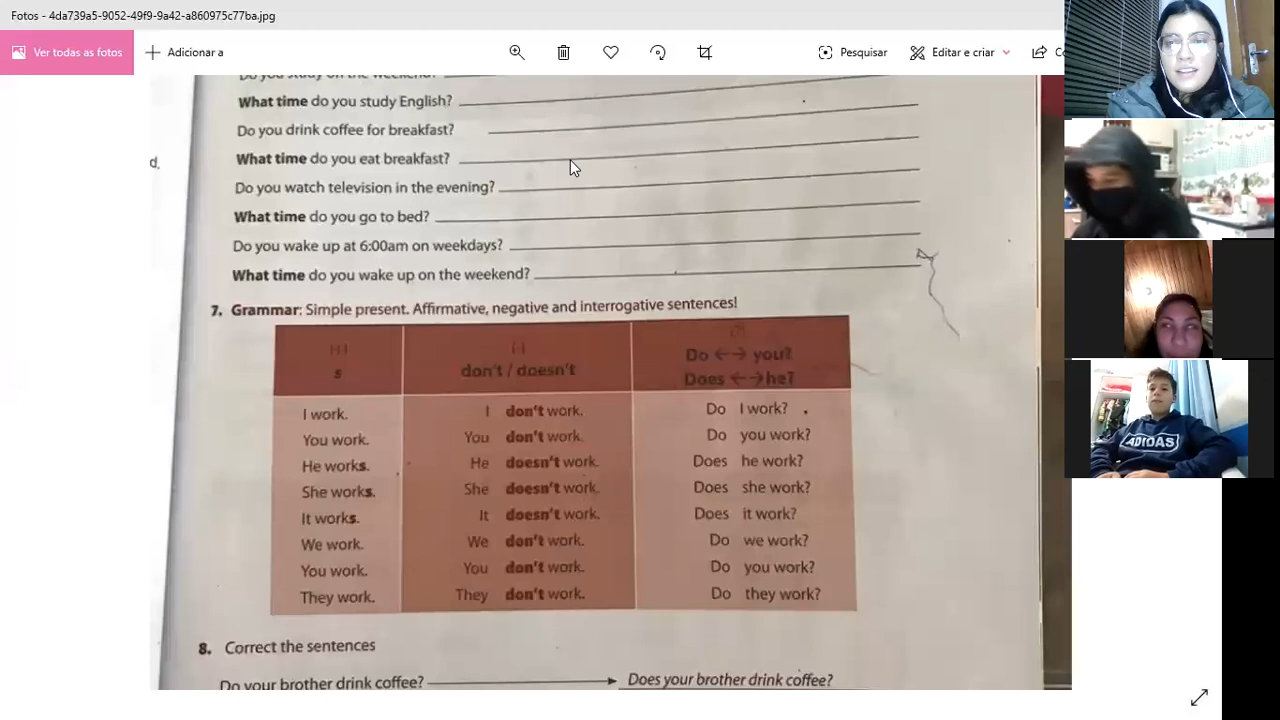 Fotos - 4da739a5-9052-49f9-9a42-a860975c77ba.jpg
Ver todas as fotos
Adicionar a
Pesquisar
Editar e criar
Do you study on the weekend?
What time do you study English?
Do you drink coffee for breakfast?
d.
What time do you eat breakfast?
Do you watch television in the evening?
What time do you go to bed?
Do you wake up at 6:00am on weekdays?
What time do you wake up on the weekend?
7. Grammar: Simple present. Affirmative, negative and interrogative sentences!
(+) (-) (?)
s don't / doesn't Do ←→ you?
Does ←→ he?
I work. I don't work. Do I work?
You work. You don't work. Do you work?
He works. He doesn't work. Does he work?
She works. She doesn't work. Does she work?
It works. It doesn't work. Does it work?
We work. We don't work. Do we work?
You work. You don't work. Do you work?
They work. They don't work. Do they work?
8. Correct the sentences
Do your brother drink coffee? Does your brother drink coffee?
ADIDAS